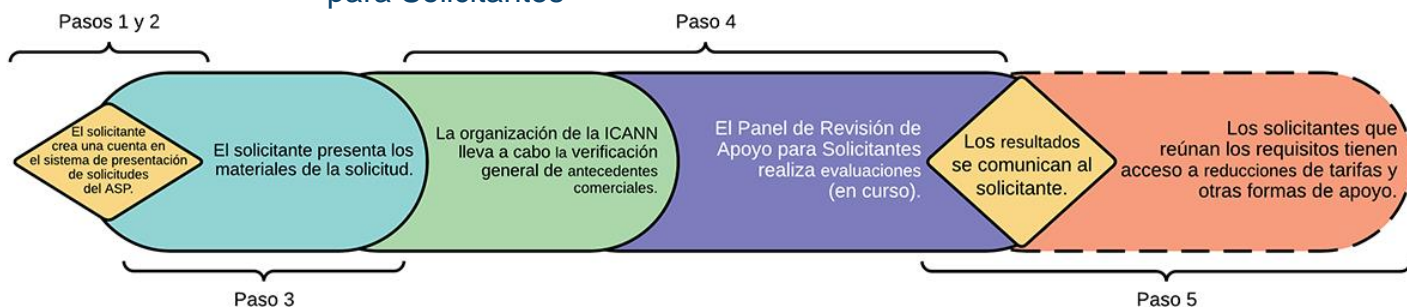 para Solicitantes
Pasos 1 y 2
Paso 4
El solicitante
crea una cuenta en
el sistema de presentación
de solicitudes
del ASP.
El solicitante presenta los
materiales de la solicitud.
La organización de la ICANN
lleva a cabo la verificación
general de antecedentes
comerciales.
El Panel de Revisión de
Apoyo para Solicitantes
realiza evaluaciones
(en curso).
Los resultados
se comunican al
solicitante.
Los solicitantes que
reúnan los requisitos tienen
acceso a reducciones de tarifas y
otras formas de apoyo.
Paso 3
Paso 5